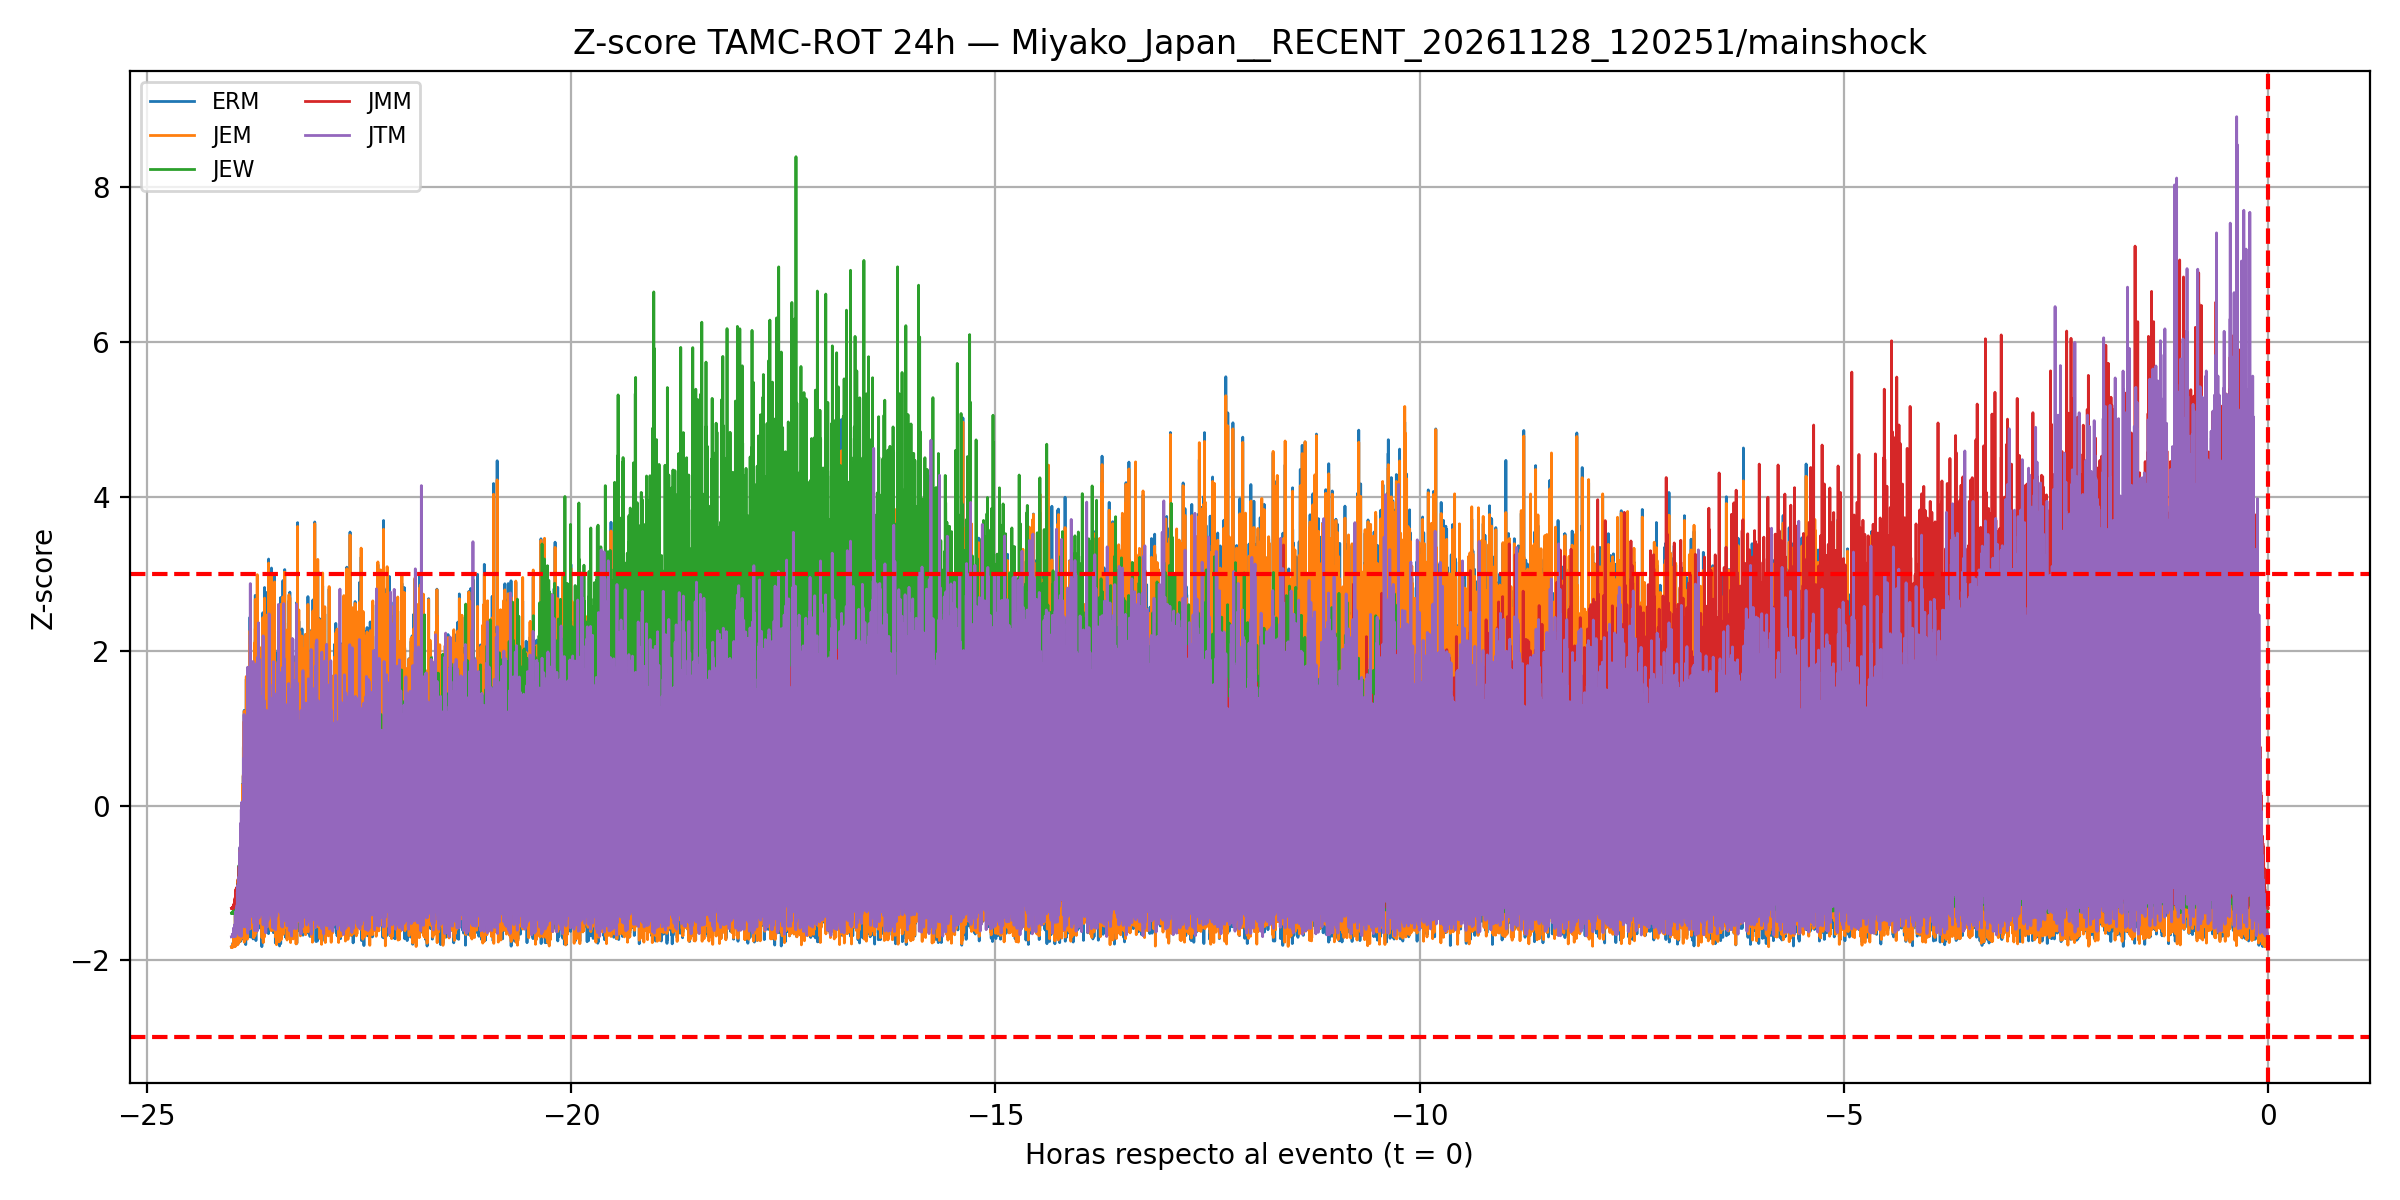 Z-score TAMC-ROT 24h — Miyako_Japan__RECENT_20261128_120251/mainshock
ERM
JEM
JEW
JMM
JTM
Z-score
8
6
4
2
0
−2
−25
−20
−15
−10
−5
0
Horas respecto al evento (t = 0)